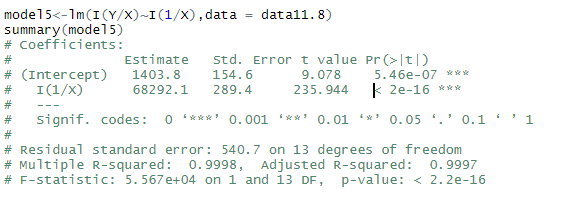 model5<-lm(I(Y/X)~I(1/X),data = data11.8)
summary(model5)
# Coefficients:
#              Estimate   Std. Error t value Pr(>|t|)
# (Intercept)   1403.8     154.6     9.078    5.46e-07 ***
#   I(1/X)      68292.1    289.4    235.944   < 2e-16 ***
#   ---
#   Signif. codes:  0 ‘***’ 0.001 ‘**’ 0.01 ‘*’ 0.05 ‘.’ 0.1 ‘ ’ 1
#
# Residual standard error: 540.7 on 13 degrees of freedom
# Multiple R-squared:  0.9998,  Adjusted R-squared:  0.9997
# F-statistic: 5.567e+04 on 1 and 13 DF,  p-value: < 2.2e-16